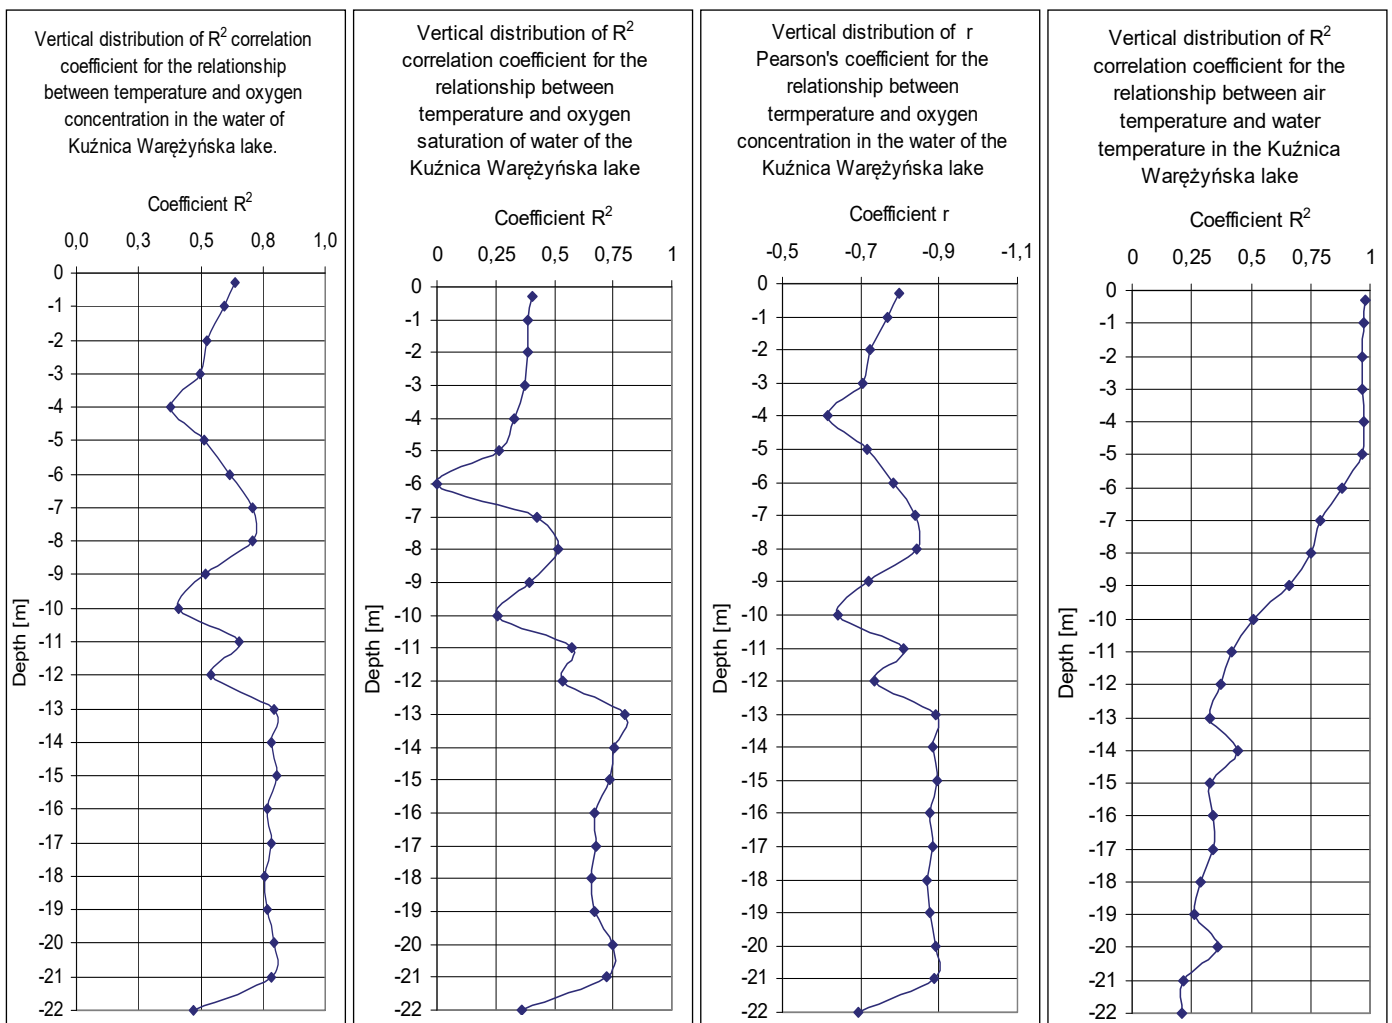 Vertical distribution of R² correlation
coefficient for the relationship
between temperature and oxygen
concentration in the water of
Kuźnica Warężyńska lake.
Coefficient R²
0,0 0,3 0,5 0,8 1,0
0
-1
-2
-3
-4
-5
-6
-7
-8
-9
-10
-11
-12
-13
-14
-15
-16
-17
-18
-19
-20
-21
-22
Depth [m]
Vertical distribution of R²
correlation coefficient for the
relationship between
temperature and oxygen
saturation of water of the
Kuźnica Warężyńska lake
Coefficient R²
0 0,25 0,5 0,75 1
0
-1
-2
-3
-4
-5
-6
-7
-8
-9
-10
-11
-12
-13
-14
-15
-16
-17
-18
-19
-20
-21
-22
Depth [m]
Vertical distribution of r
Pearson's coefficient for the
relationship between
termperature and oxygen
concentration in the water of the
Kuźnica Warężyńska lake
Coefficient r
-0,5 -0,7 -0,9 -1,1
0
-1
-2
-3
-4
-5
-6
-7
-8
-9
-10
-11
-12
-13
-14
-15
-16
-17
-18
-19
-20
-21
-22
Depth [m]
Vertical distribution of R²
correlation coefficient for the
relationship between air
temperature and water
temperature in the Kuźnica
Warężyńska lake
Coefficient R²
0 0,25 0,5 0,75 1
0
-1
-2
-3
-4
-5
-6
-7
-8
-9
-10
-11
-12
-13
-14
-15
-16
-17
-18
-19
-20
-21
-22
Depth [m]